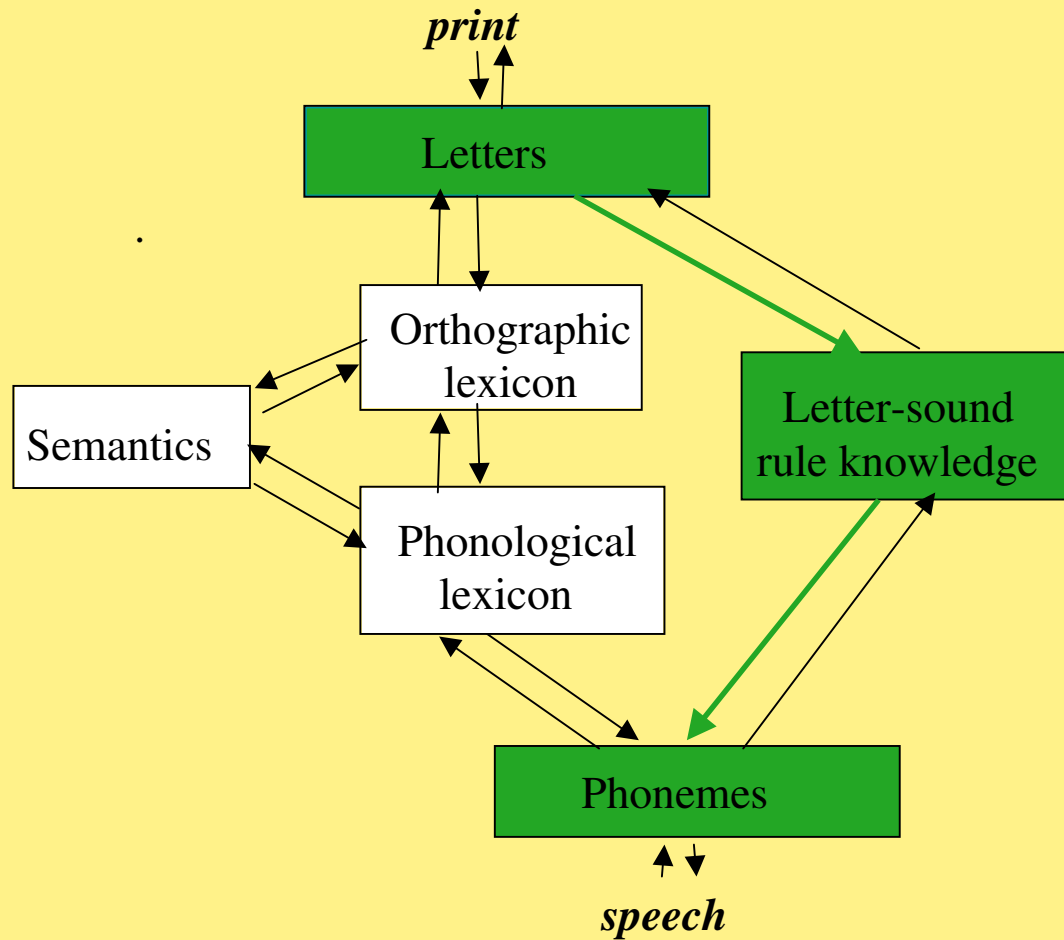 print
Letters
.
Orthographic
lexicon
Semantics
Letter-sound
rule knowledge
Phonological
lexicon
Phonemes
speech